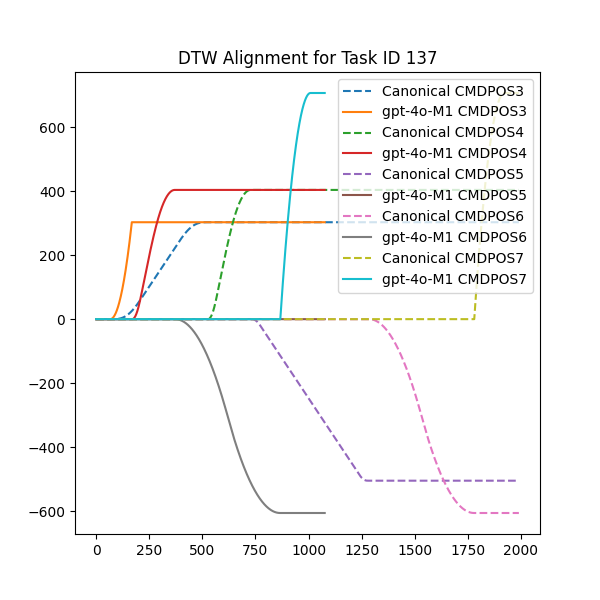 DTW Alignment for Task ID 137
Canonical CMDPOS3
gpt-4o-M1 CMDPOS3
Canonical CMDPOS4
gpt-4o-M1 CMDPOS4
Canonical CMDPOS5
gpt-4o-M1 CMDPOS5
Canonical CMDPOS6
gpt-4o-M1 CMDPOS6
Canonical CMDPOS7
gpt-4o-M1 CMDPOS7
600
400
200
0
−200
−400
−600
0 250 500 750 1000 1250 1500 1750 2000